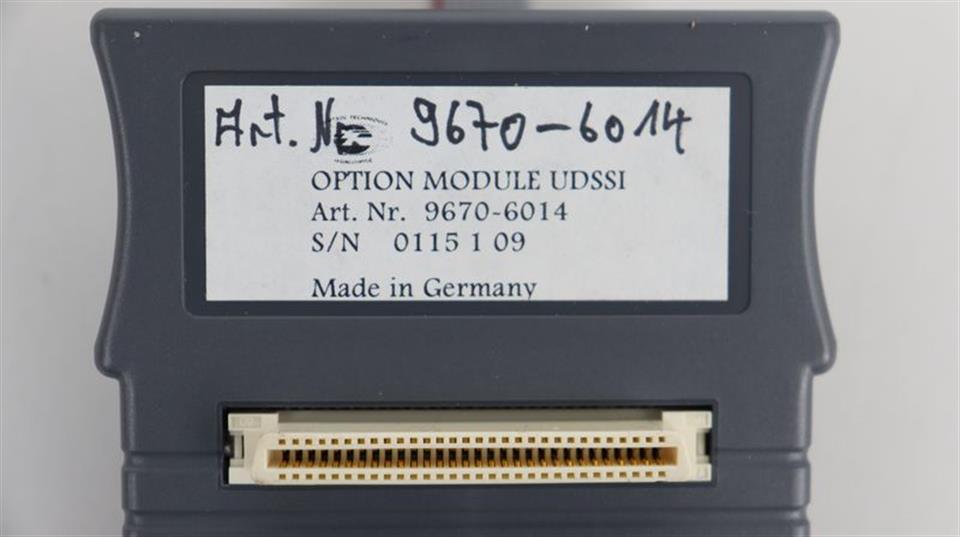 Art. Nr. 9670-6014
OPTION MODULE UDSSI
Art. Nr. 9670-6014
S/N 0115 1 09
Made in Germany